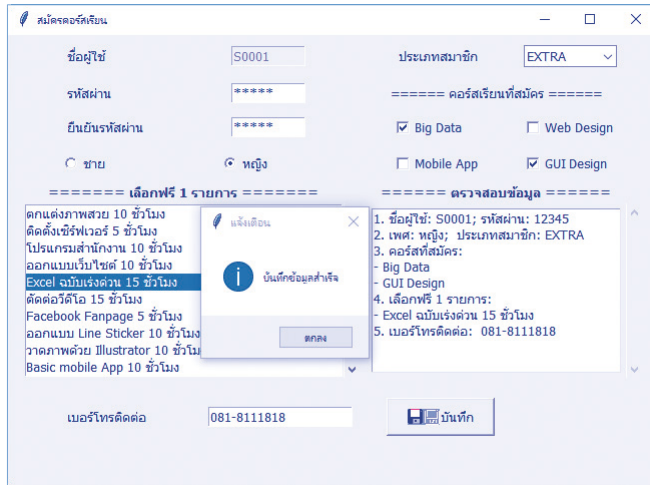 สมัครคอร์สเรียน
ชื่อผู้ใช้ S0001 ประเภทสมาชิก EXTRA
รหัสผ่าน ***** ====== คอร์สเรียนที่สมัคร ======
ยืนยันรหัสผ่าน ***** Big Data Web Design
ชาย หญิง Mobile App GUI Design
======= เลือกฟรี 1 รายการ =======
ตกแต่งภาพสวย 10 ชั่วโมง
ติดตั้งเซิร์ฟเวอร์ 5 ชั่วโมง
โปรแกรมสำนักงาน 10 ชั่วโมง
ออกแบบเว็บไซต์ 10 ชั่วโมง
Excel ฉบับเร่งด่วน 15 ชั่วโมง
ตัดต่อวีดีโอ 15 ชั่วโมง
Facebook Fanpage 5 ชั่วโมง
ออกแบบ Line Sticker 10 ชั่วโมง
วาดภาพด้วย Illustrator 10 ชั่วโมง
Basic mobile App 10 ชั่วโมง
แจ้งเตือน
บันทึกข้อมูลสำเร็จ
ตกลง
====== ตรวจสอบข้อมูล ======
1. ชื่อผู้ใช้: S0001; รหัสผ่าน: 12345
2. เพศ: หญิง; ประเภทสมาชิก: EXTRA
3. คอร์สที่สมัคร:
- Big Data
- GUI Design
4. เลือกฟรี 1 รายการ:
- Excel ฉบับเร่งด่วน 15 ชั่วโมง
5. เบอร์โทรติดต่อ: 081-8111818
เบอร์โทรติดต่อ 081-8111818 บันทึก